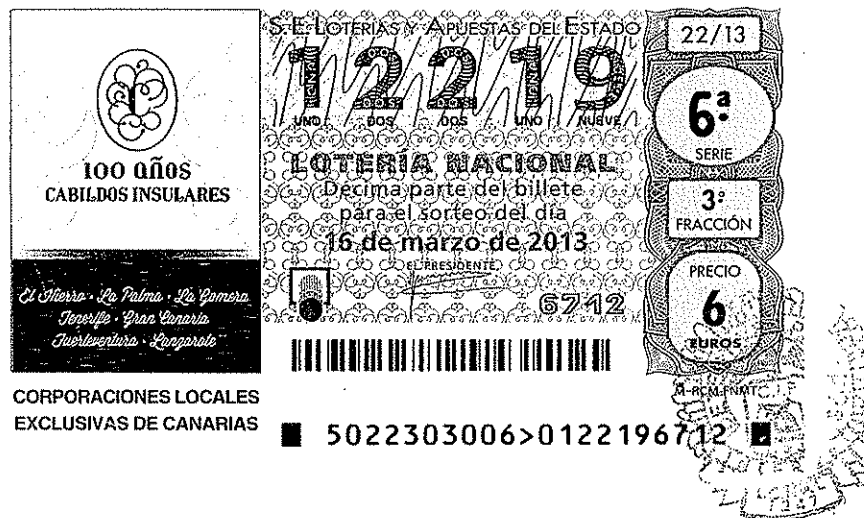 100 años
CABILDOS INSULARES
El Hierro · La Palma · La Gomera
Tenerife · Gran Canaria
Fuerteventura · Lanzarote
CORPORACIONES LOCALES
EXCLUSIVAS DE CANARIAS
S.E. LOTERÍAS Y APUESTAS DEL ESTADO
12219
UNO DOS DOS UNO NUEVE
LOTERÍA NACIONAL
Décima parte del billete
para el sorteo del día
16 de marzo de 2013
EL PRESIDENTE
6712
22/13
6ª
SERIE
3ª
FRACCIÓN
PRECIO
6
EUROS
5022303006>0122196712